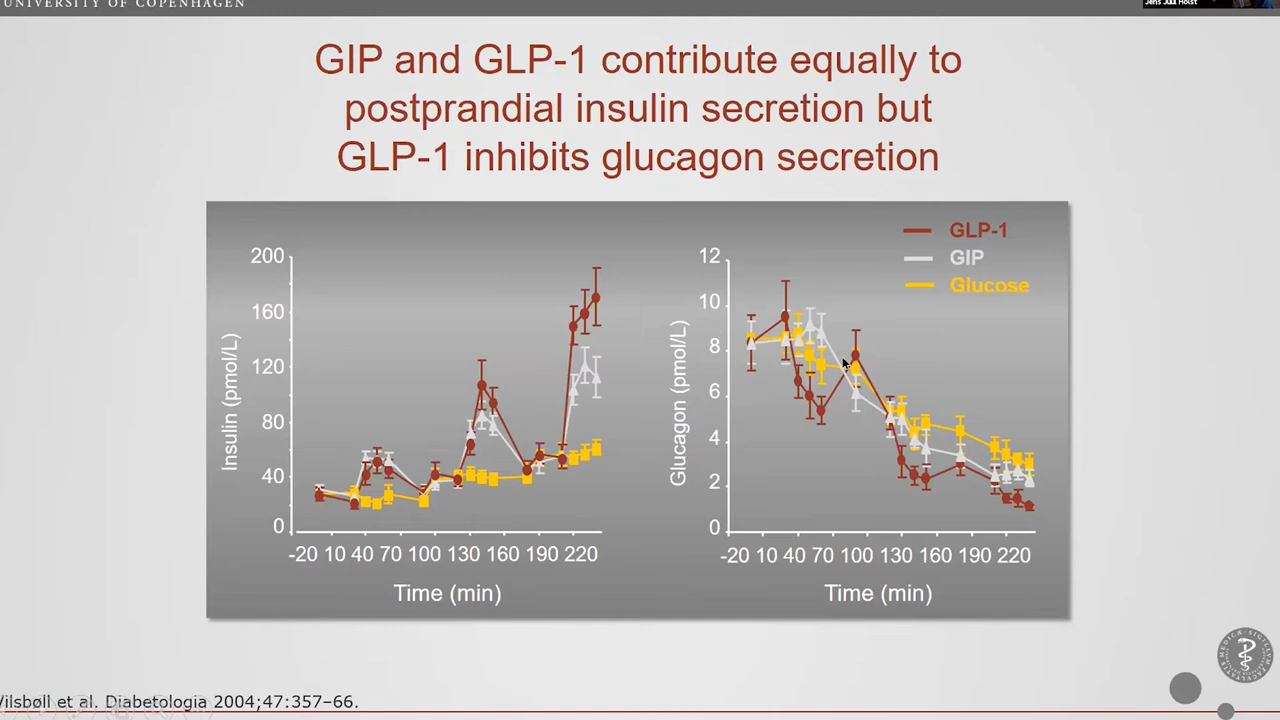 UNIVERSITY OF COPENHAGEN
Jens Juul Holst
GIP and GLP-1 contribute equally to
postprandial insulin secretion but
GLP-1 inhibits glucagon secretion
200
160
120
80
40
0
Insulin (pmol/L)
-20 10 40 70 100 130 160 190 220
Time (min)
12
10
8
6
4
2
0
Glucagon (pmol/L)
-20 10 40 70 100 130 160 190 220
Time (min)
GLP-1
GIP
Glucose
Vilsbøll et al. Diabetologia 2004;47:357–66.